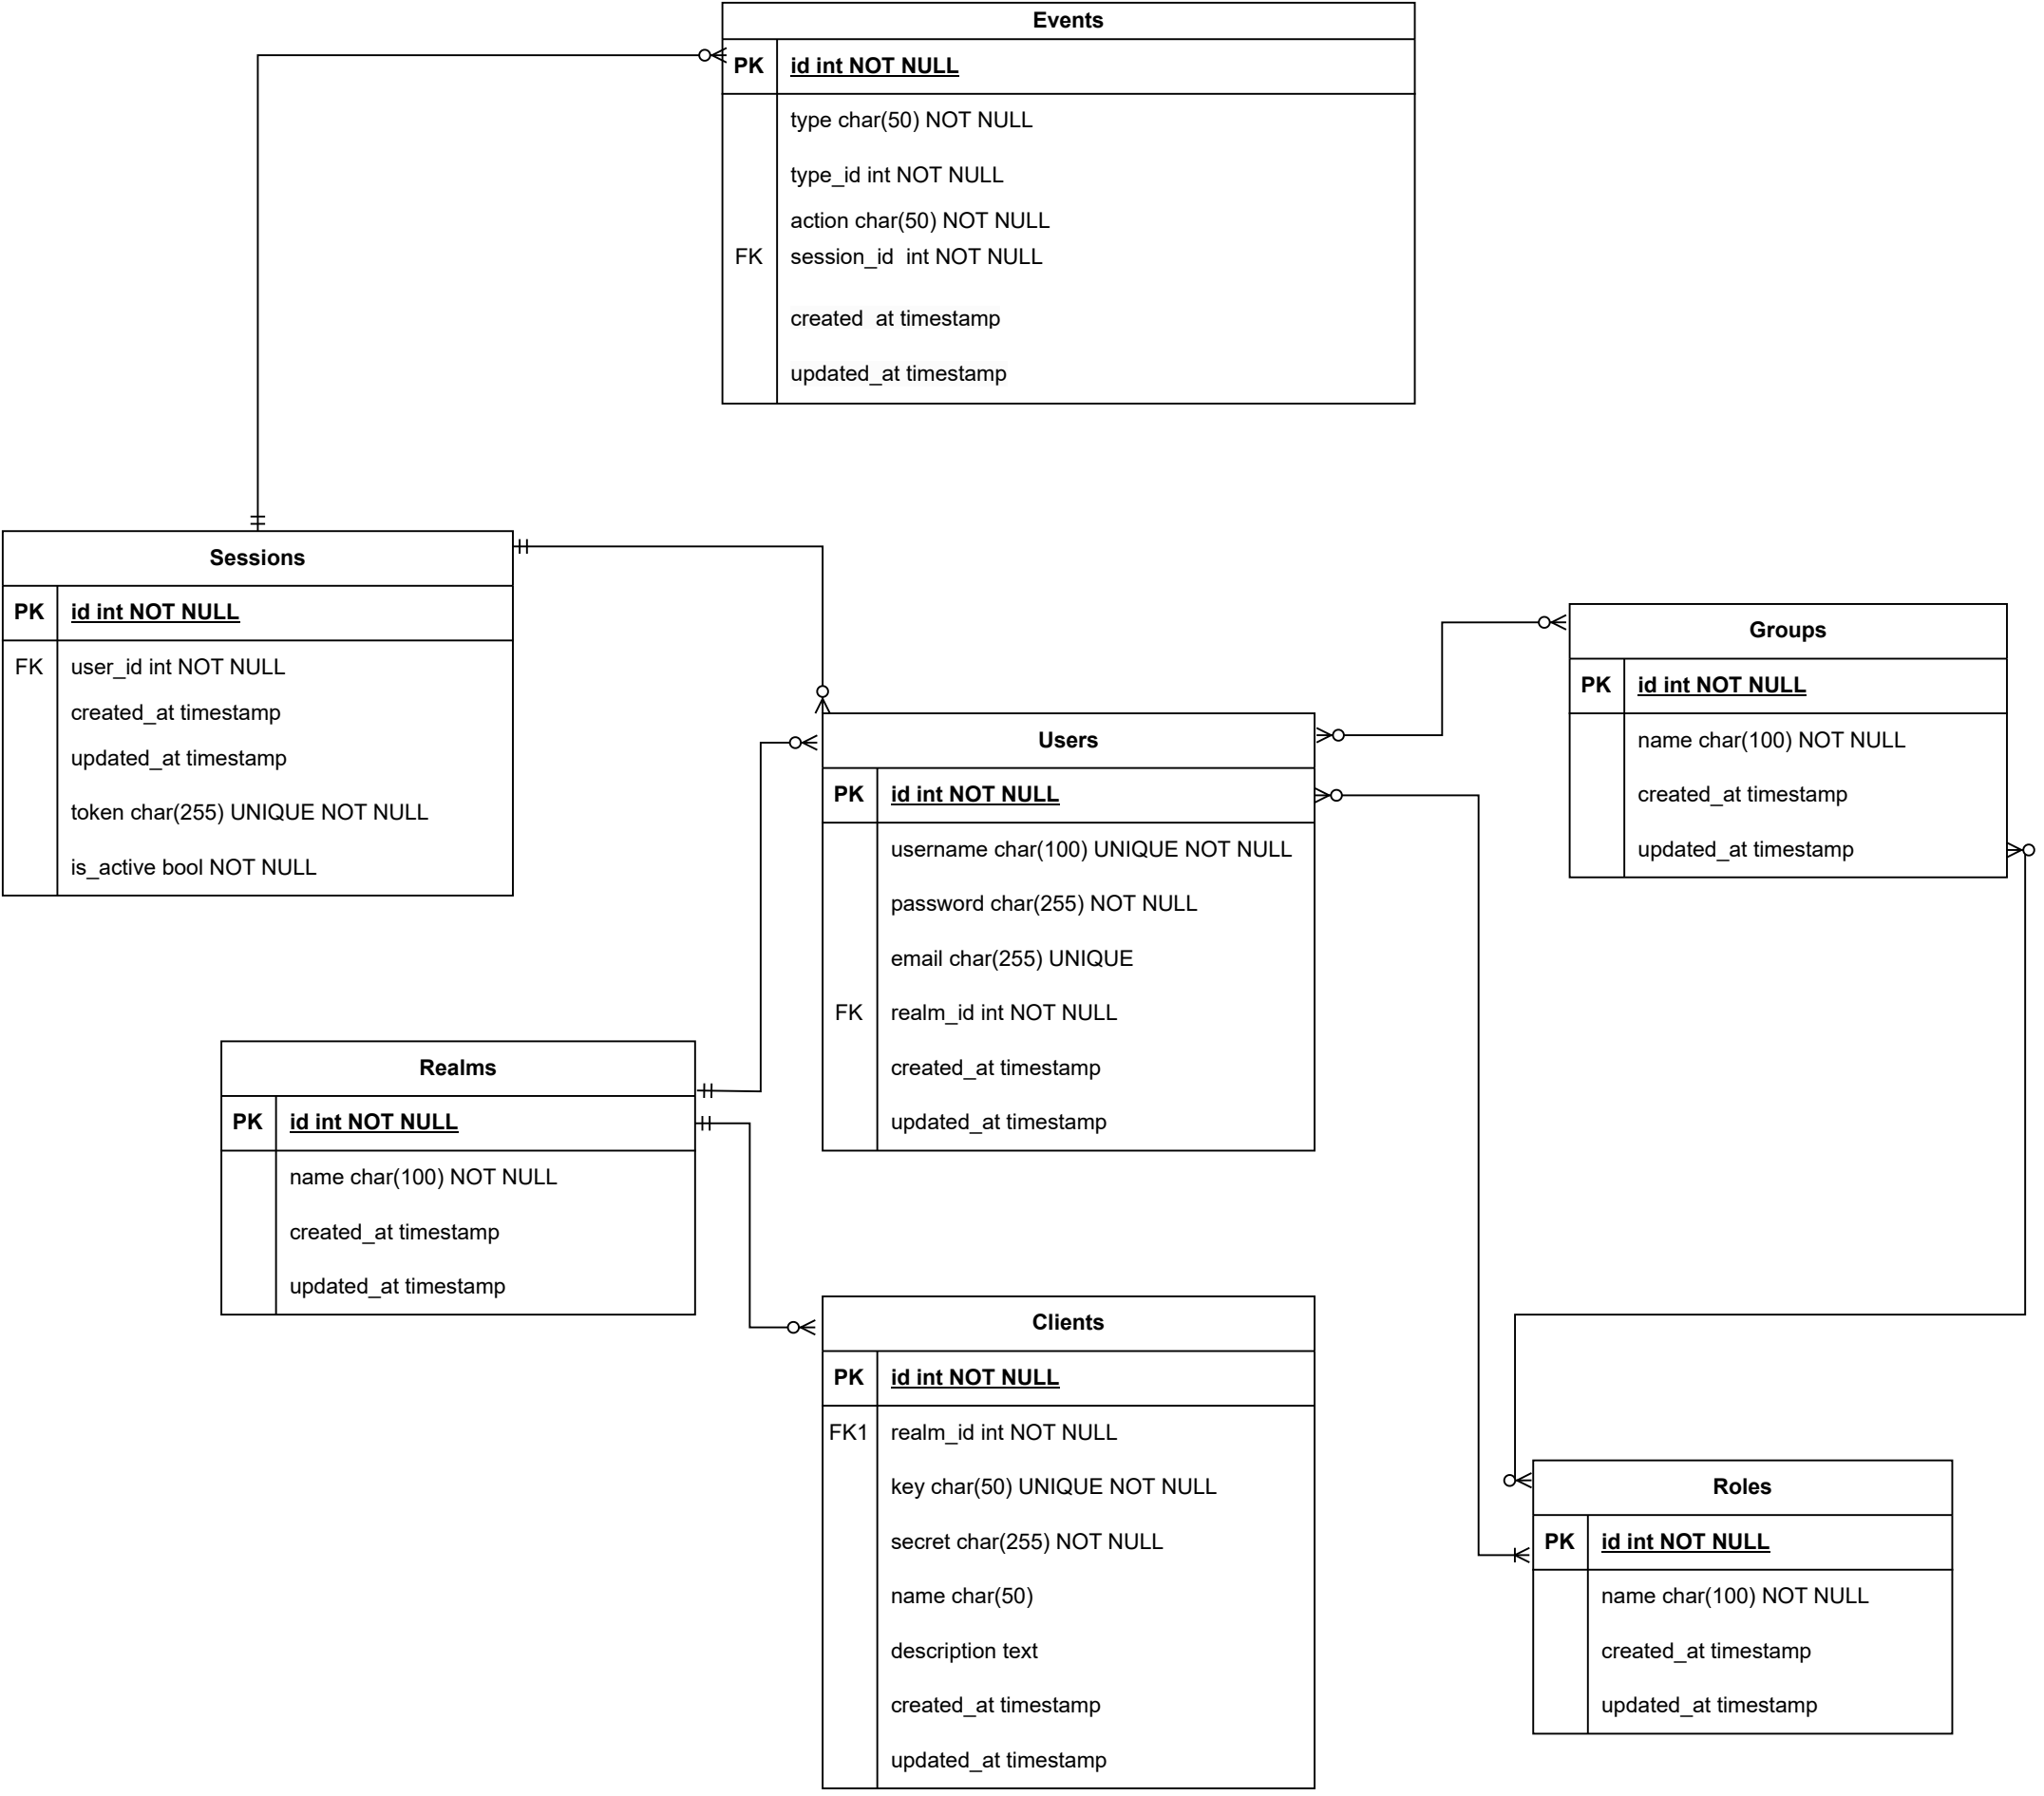 Events
PK id int NOT NULL
type char(50) NOT NULL
type_id int NOT NULL
action char(50) NOT NULL
FK session_id  int NOT NULL
created  at timestamp
updated_at timestamp
Sessions
PK id int NOT NULL
FK user_id int NOT NULL
created_at timestamp
updated_at timestamp
token char(255) UNIQUE NOT NULL
is_active bool NOT NULL
Groups
PK id int NOT NULL
name char(100) NOT NULL
created_at timestamp
updated_at timestamp
Users
PK id int NOT NULL
username char(100) UNIQUE NOT NULL
password char(255) NOT NULL
email char(255) UNIQUE
FK realm_id int NOT NULL
created_at timestamp
updated_at timestamp
Realms
PK id int NOT NULL
name char(100) NOT NULL
created_at timestamp
updated_at timestamp
Clients
PK id int NOT NULL
FK1 realm_id int NOT NULL
key char(50) UNIQUE NOT NULL
secret char(255) NOT NULL
name char(50)
description text
created_at timestamp
updated_at timestamp
Roles
PK id int NOT NULL
name char(100) NOT NULL
created_at timestamp
updated_at timestamp